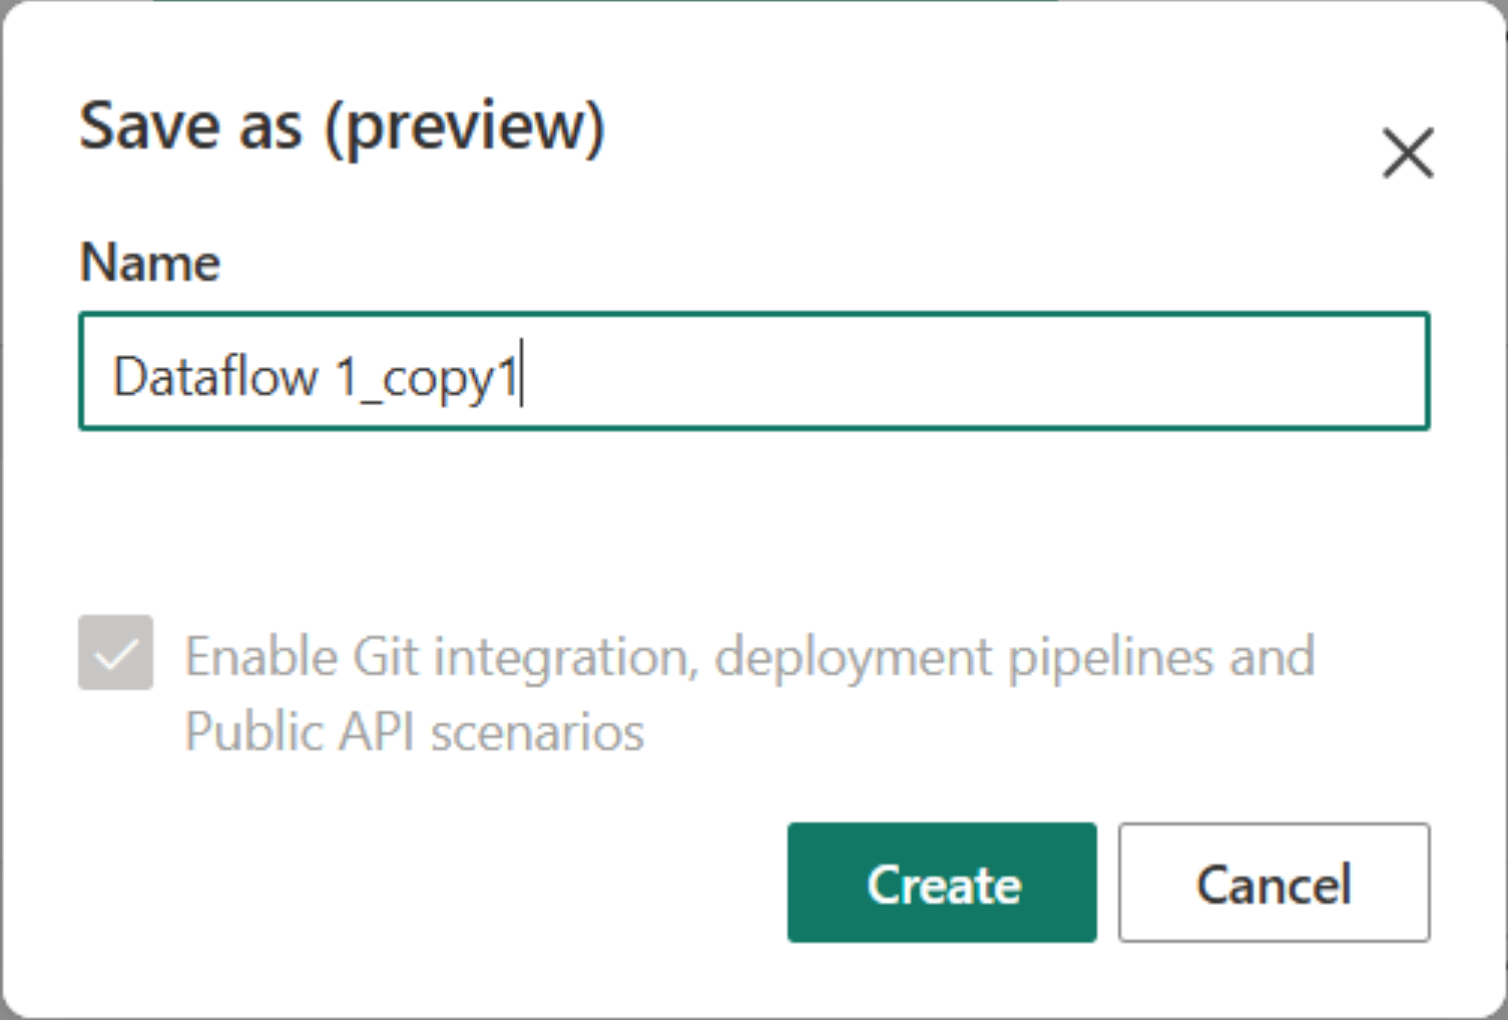 Save as (preview)
Name
Dataflow 1_copy1
Enable Git integration, deployment pipelines and
Public API scenarios
Create Cancel